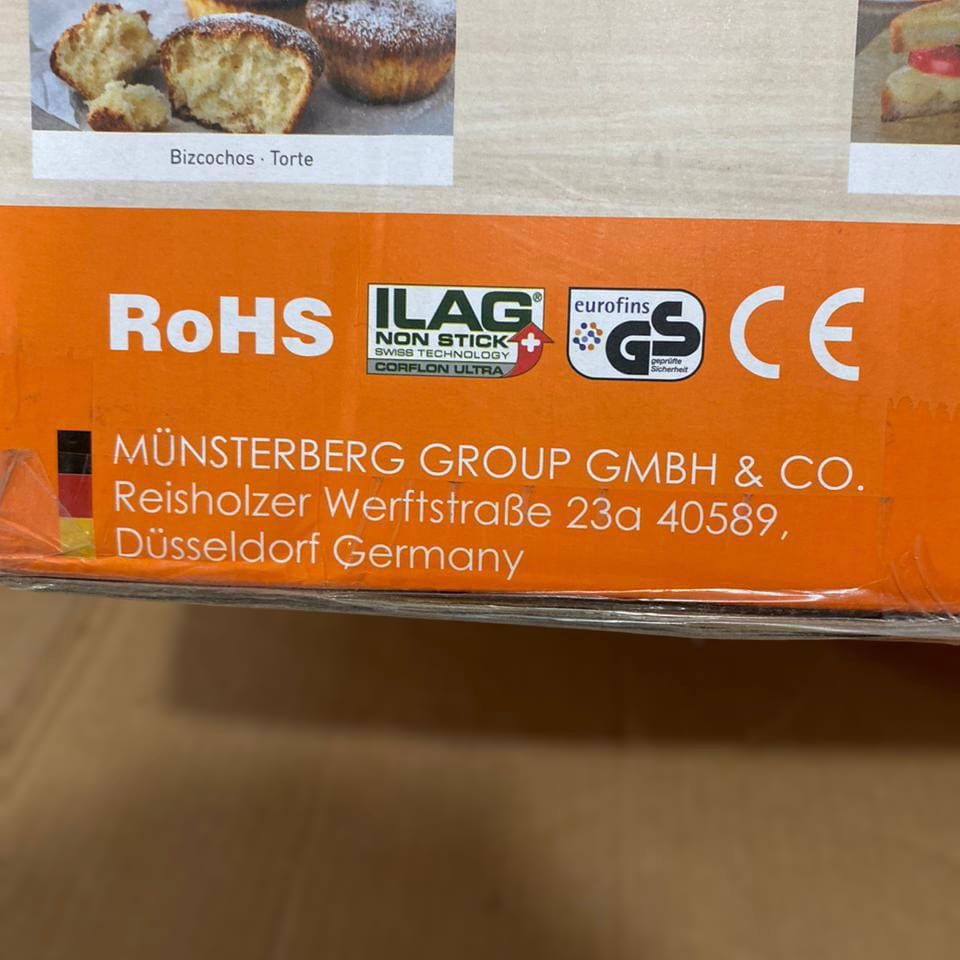 Bizcochos · Torte
RoHS
ILAG®
NON STICK
SWISS TECHNOLOGY
CORFLON ULTRA
eurofins
GS
geprüfte
Sicherheit
CE
MÜNSTERBERG GROUP GMBH & CO.
Reisholzer Werftstraße 23a 40589,
Düsseldorf Germany